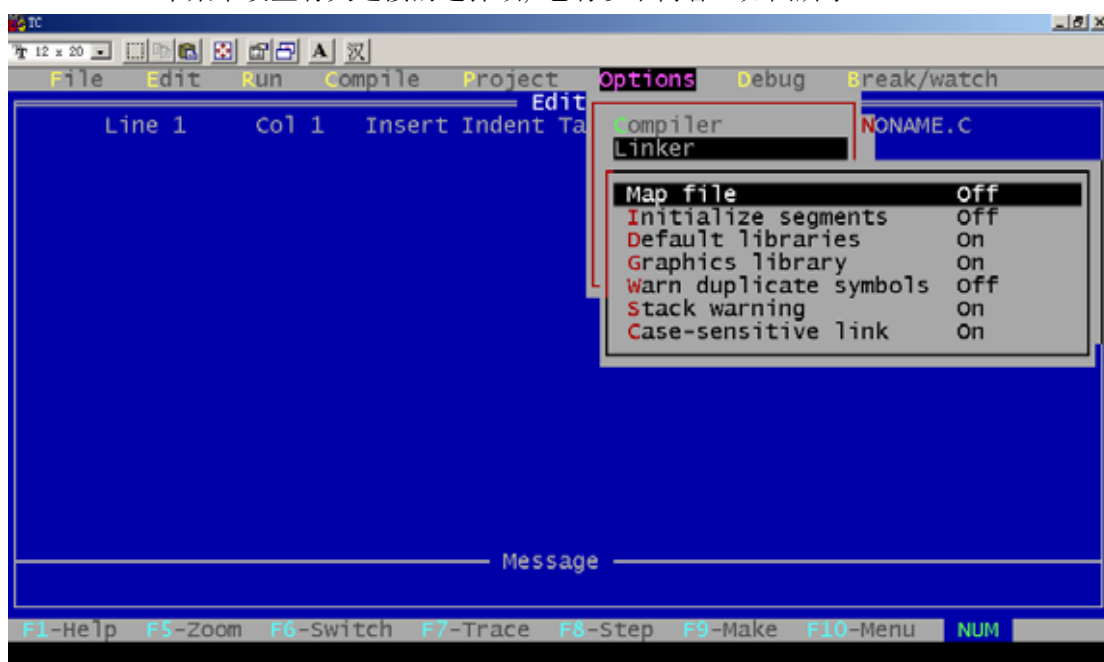 TC
12 x 20 A 汉
File Edit Run Compile Project Options Debug Break/watch
Edit
Line 1 Col 1 Insert Indent Ta NONAME.C
Compiler
Linker
Map file Off
Initialize segments Off
Default libraries On
Graphics library On
Warn duplicate symbols Off
Stack warning On
Case-sensitive link On
Message
F1-Help F5-Zoom F6-Switch F7-Trace F8-Step F9-Make F10-Menu NUM